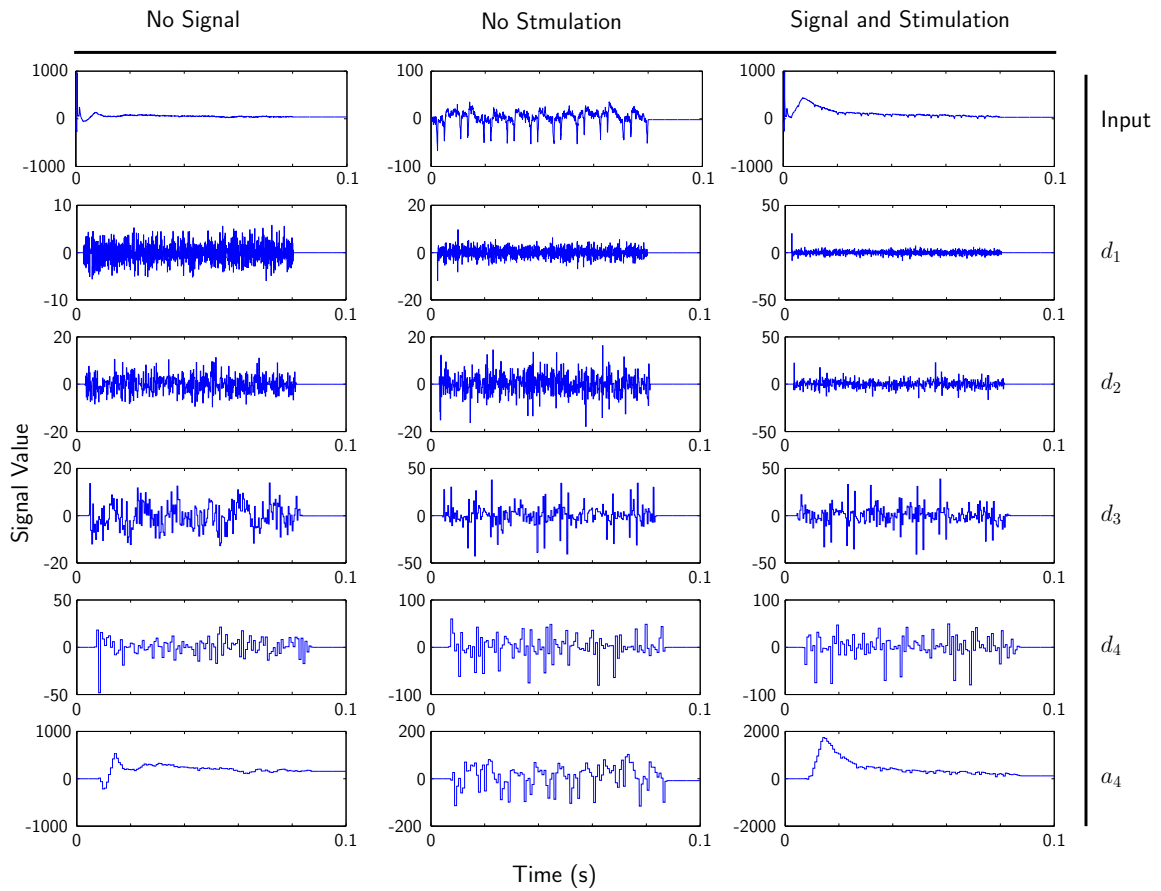 No Signal No Stmulation Signal and Stimulation
1000 100 1000
0 0 0 Input
-1000 -100 -1000
0 0.1 0 0.1 0 0.1
10 20 50
0 0 0 d1
-10 -20 -50
0 0.1 0 0.1 0 0.1
20 20 50
0 0 0 d2
-20 -20 -50
0 0.1 0 0.1 0 0.1
Signal Value
20 50 50
0 0 0 d3
-20 -50 -50
0 0.1 0 0.1 0 0.1
50 100 100
0 0 0 d4
-50 -100 -100
0 0.1 0 0.1 0 0.1
1000 200 2000
0 0 0 a4
-1000 -200 -2000
0 0.1 0 0.1 0 0.1
Time (s)